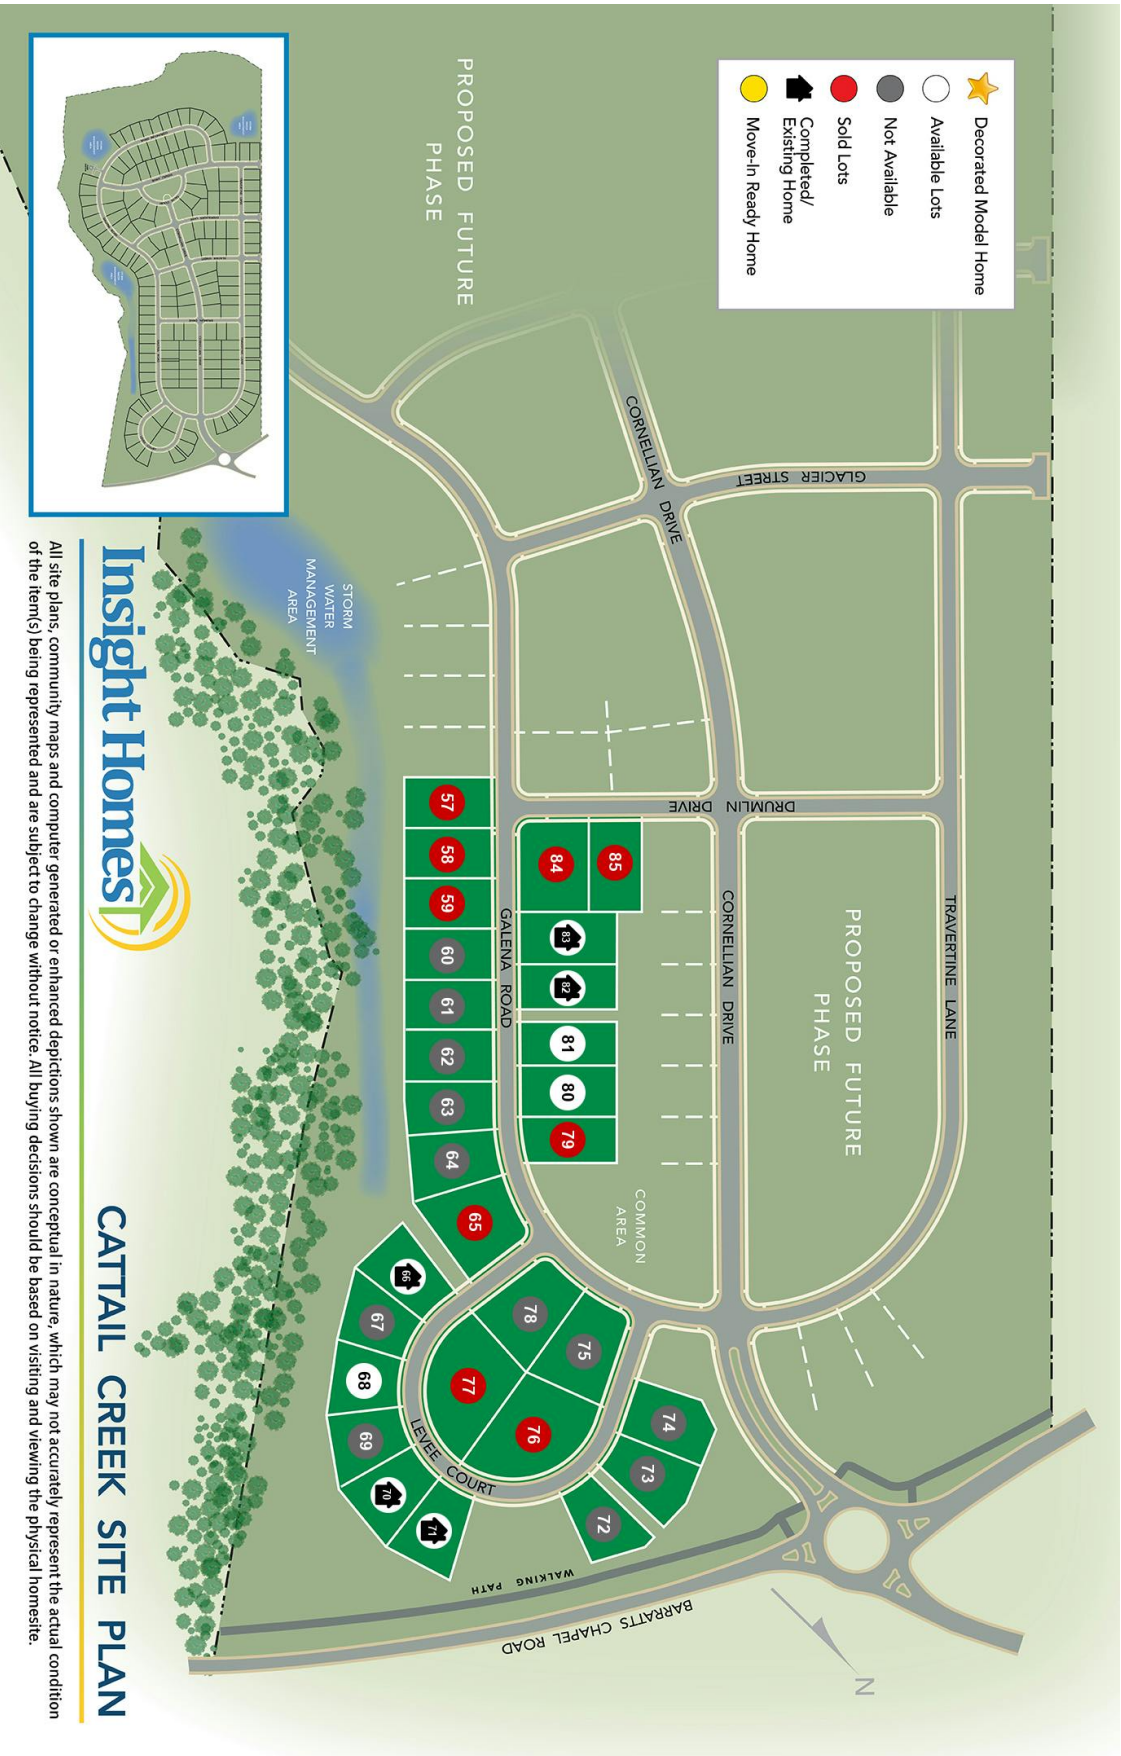 Decorated Model Home
Available Lots
Not Available
Sold Lots
Completed/
Existing Home
Move-In Ready Home
PROPOSED FUTURE
PHASE
GLACIER STREET
CORNELLIAN DRIVE
DRUMLIN DRIVE
TRAVERTINE LANE
PROPOSED FUTURE
PHASE
CORNELLIAN DRIVE
GALENA ROAD
COMMON
AREA
STORM
WATER
MANAGEMENT
AREA
85
84
83
82
81
80
79
57
58
59
60
61
62
63
64
65
66
67
68
69
70
71
72
73
74
75
76
77
78
LEVEE COURT
WALKING PATH
BARRATTS CHAPEL ROAD
N
Insight Homes
CATTAIL CREEK SITE PLAN
All site plans, community maps and computer generated or enhanced depictions shown are conceptual in nature, which may not accurately represent the actual condition
of the item(s) being represented and are subject to change without notice. All buying decisions should be based on visiting and viewing the physical homesite.